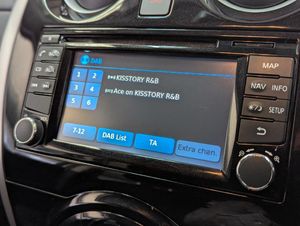 DAB
1 2 KISSTORY R&B
3 4 Ace on KISSTORY R&B
5 6
7-12 DAB List TA Extra chan.
MAP
NAV INFO
SETUP